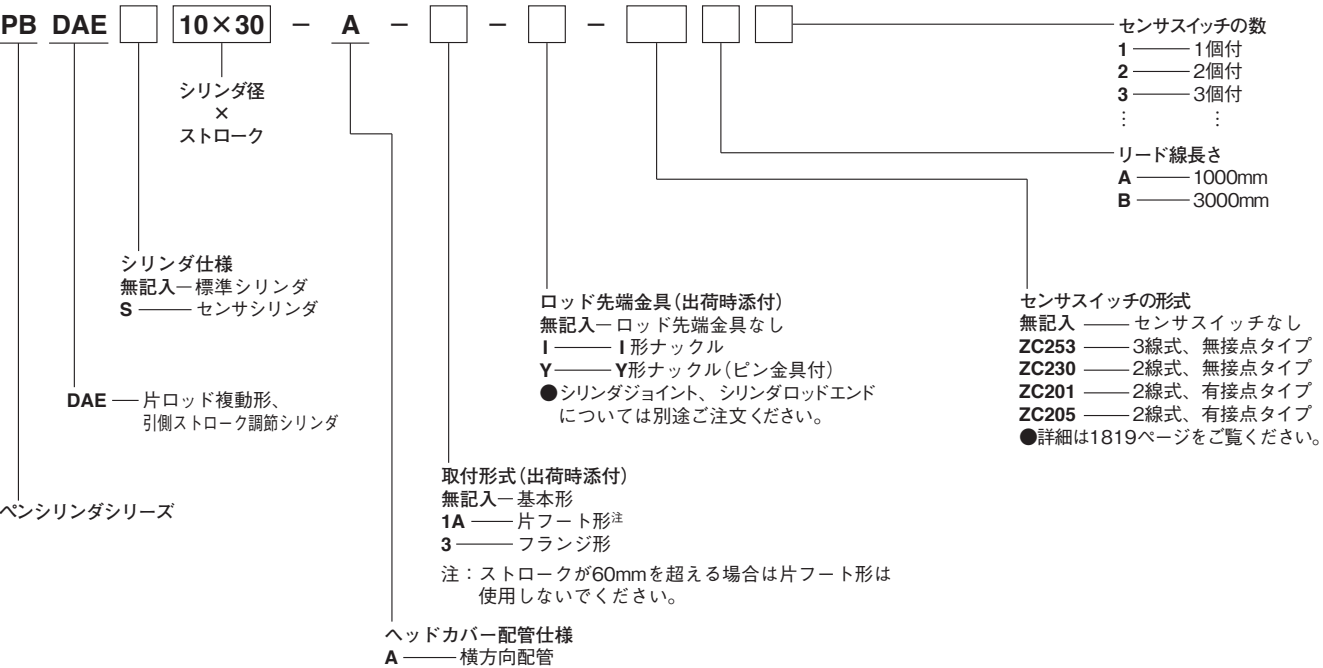 PB DAE 10×30 − A − − −
シリンダ径
×
ストローク
センサスイッチの数
1 ─── 1個付
2 ─── 2個付
3 ─── 3個付
⋮ ⋮
リード線長さ
A ─── 1000mm
B ─── 3000mm
シリンダ仕様
無記入─標準シリンダ
S ─── センサシリンダ
ロッド先端金具(出荷時添付)
無記入─ロッド先端金具なし
I ─── I形ナックル
Y ─── Y形ナックル(ピン金具付)
●シリンダジョイント、シリンダロッドエンド
については別途ご注文ください。
センサスイッチの形式
無記入 ─── センサスイッチなし
ZC253 ─── 3線式、無接点タイプ
ZC230 ─── 2線式、無接点タイプ
ZC201 ─── 2線式、有接点タイプ
ZC205 ─── 2線式、有接点タイプ
●詳細は1819ページをご覧ください。
DAE ── 片ロッド複動形、
引側ストローク調節シリンダ
取付形式(出荷時添付)
無記入─基本形
1A ─── 片フート形注
3 ─── フランジ形
注：ストロークが60mmを超える場合は片フート形は
使用しないでください。
ペンシリンダシリーズ
ヘッドカバー配管仕様
A ─── 横方向配管